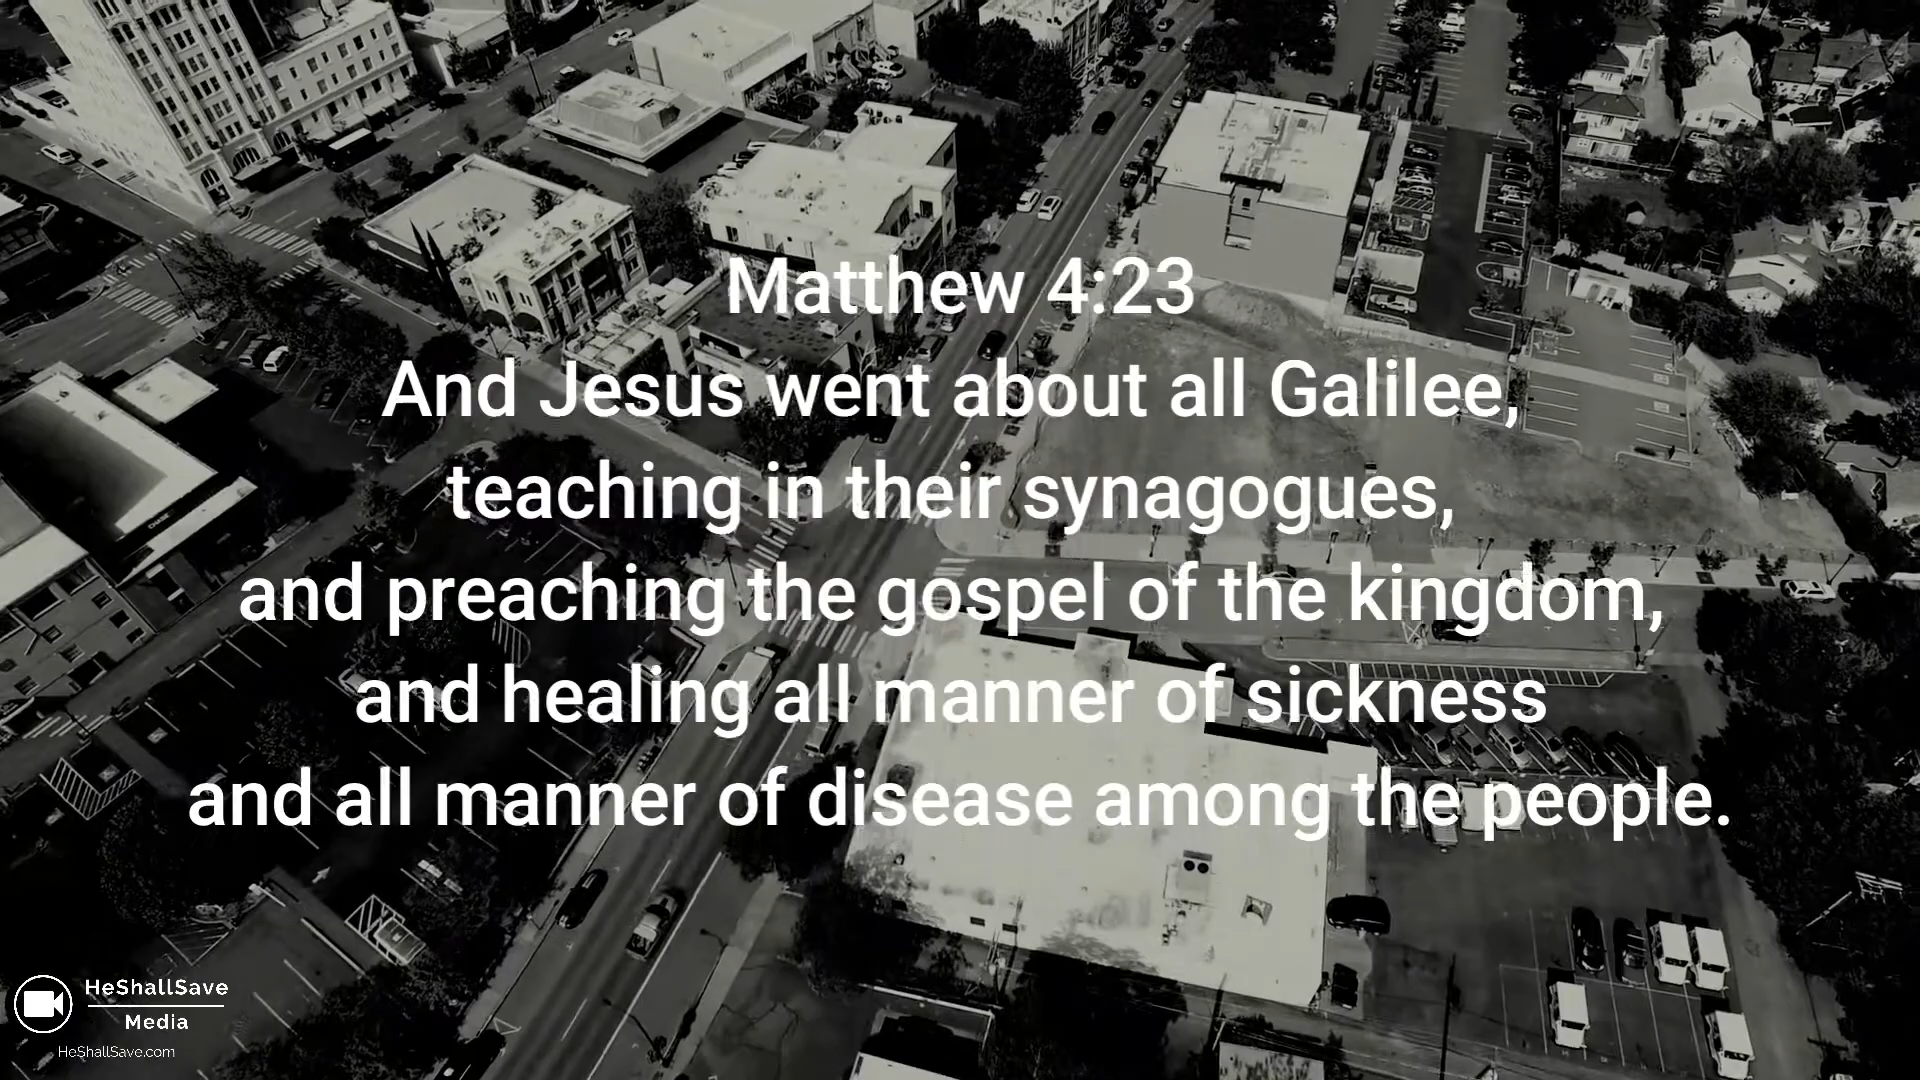 Matthew 4:23
And Jesus went about all Galilee,
teaching in their synagogues,
and preaching the gospel of the kingdom,
and healing all manner of sickness
and all manner of disease among the people.
HeShallSave
Media
HeShallSave.com